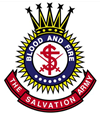 BLOOD AND FIRE
S
THE SALVATION ARMY